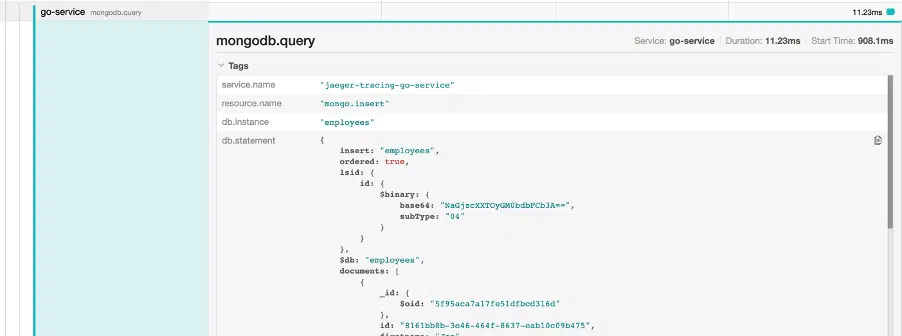 go-service mongodb.query 11.23ms
mongodb.query Service: go-service Duration: 11.23ms Start Time: 908.1ms
Tags
service.name "jaeger-tracing-go-service"
resource.name "mongo.insert"
db.instance "employees"
db.statement {
insert: "employees",
ordered: true,
lsid: {
id: {
$binary: {
base64: "NaGjzcXXTOyGM0bdbFCb3A==",
subType: "04"
}
}
},
$db: "employees",
documents: [
{
_id: {
$oid: "5f95aca7a17fe51dfbcd316d"
},
id: "8161bb8b-3e46-464f-8637-eab10c09b475",